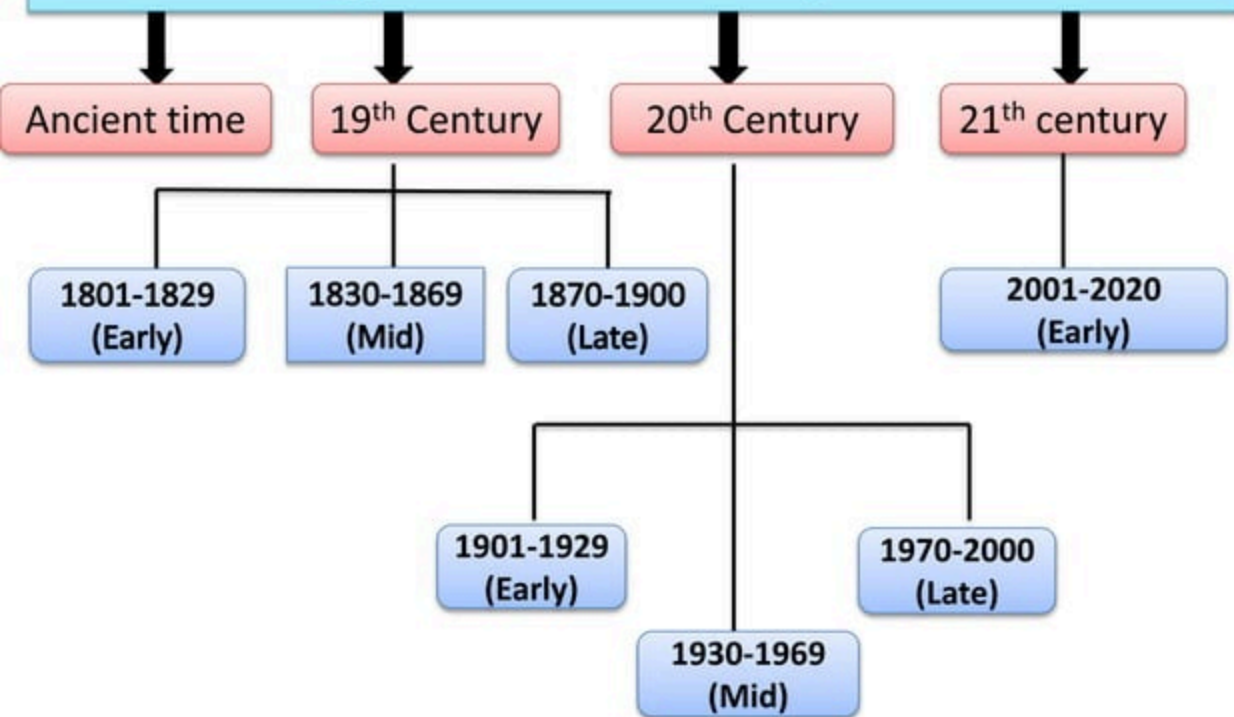 Ancient time
19th Century
20th Century
21th century
1801-1829
(Early)
1830-1869
(Mid)
1870-1900
(Late)
2001-2020
(Early)
1901-1929
(Early)
1970-2000
(Late)
1930-1969
(Mid)